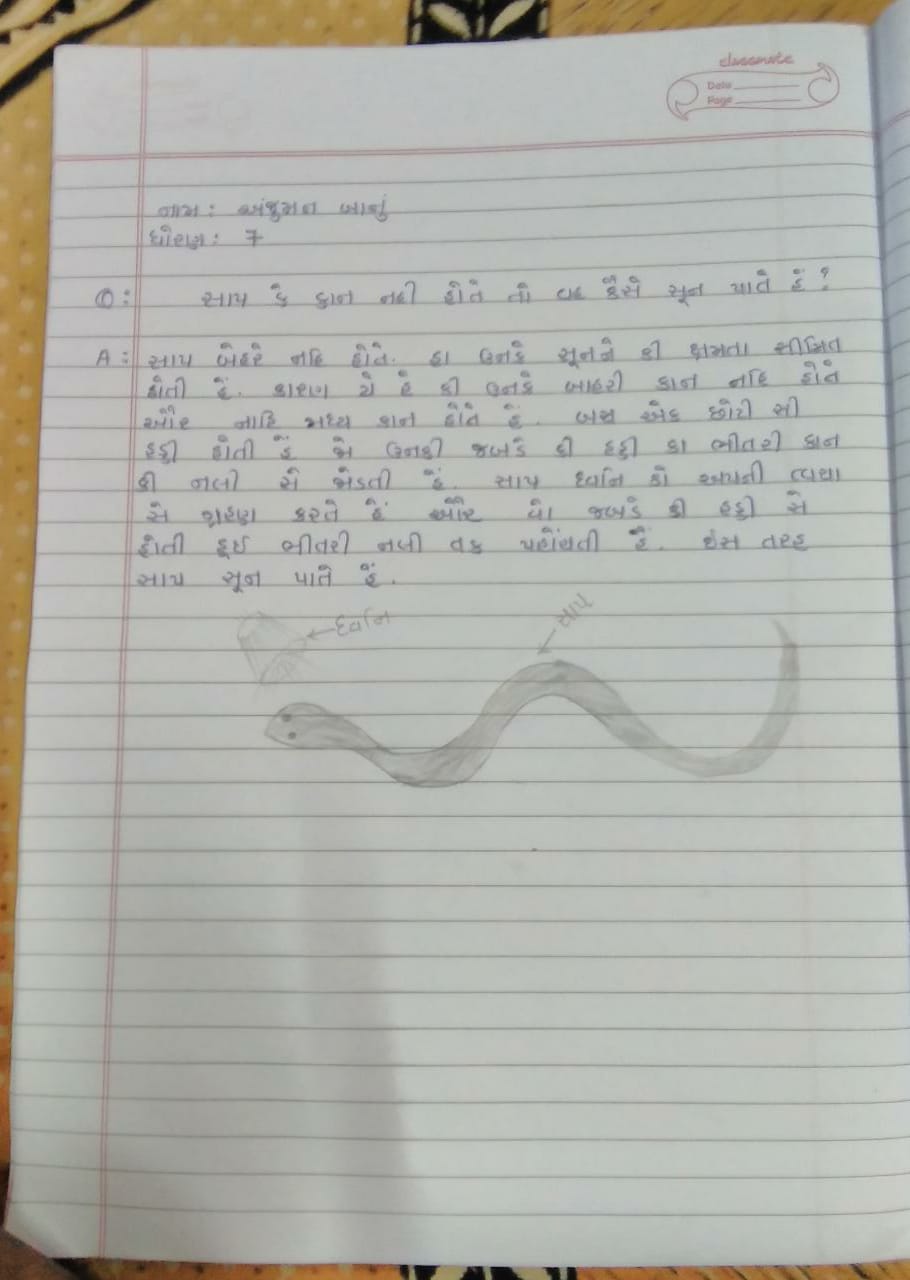 classmate
Date
Page
નામ: અંજુમન બાનું
ધોરણ: 7
Q: સાપ કે કાન નહી હોતે તો વહ કૈસે સૂન પાતે હૈં?
A: સાપ બેહરે નહિ હોતે. હા ઉનકે સૂનને કી ક્ષમતા સીમિત
હોતી હૈં. કારણ યે હૈ કી ઉનકે બાહરી કાન નહિ હોતે
ઔર નાહિ મધ્ય કાન હોતે હૈં. બસ એક છોટી સી
હડ્ડી હોતી હૈં જો ઉનકી જબડે કી હડ્ડી કા ભીતરી કાન
કી નલી સે જોડતી હૈં. સાપ ધ્વનિ કો અપની ત્વચા
સે ગ્રહણ કરતે હૈં ઔર વો જબડે કી હડ્ડી સે
હોતી હૂઈ ભીતરી નલી તક પહોંચતી હૈં. ઇસ તરહ
સાપ સૂન પાતે હૈં.
ધ્વનિ
સાપ